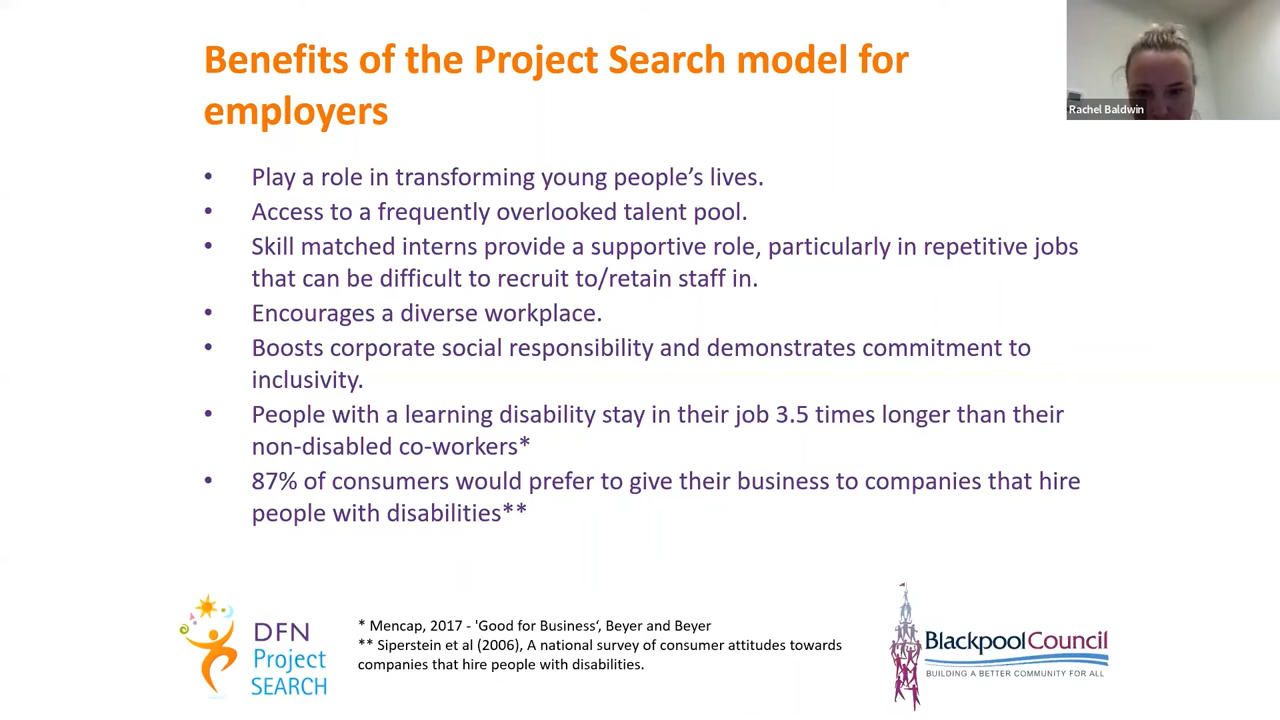 Benefits of the Project Search model for
employers
Rachel Baldwin
• Play a role in transforming young people’s lives.
• Access to a frequently overlooked talent pool.
• Skill matched interns provide a supportive role, particularly in repetitive jobs
that can be difficult to recruit to/retain staff in.
• Encourages a diverse workplace.
• Boosts corporate social responsibility and demonstrates commitment to
inclusivity.
• People with a learning disability stay in their job 3.5 times longer than their
non-disabled co-workers*
• 87% of consumers would prefer to give their business to companies that hire
people with disabilities**
DFN
Project
SEARCH
* Mencap, 2017 - 'Good for Business‘, Beyer and Beyer
** Siperstein et al (2006), A national survey of consumer attitudes towards
companies that hire people with disabilities.
BlackpoolCouncil
BUILDING A BETTER COMMUNITY FOR ALL